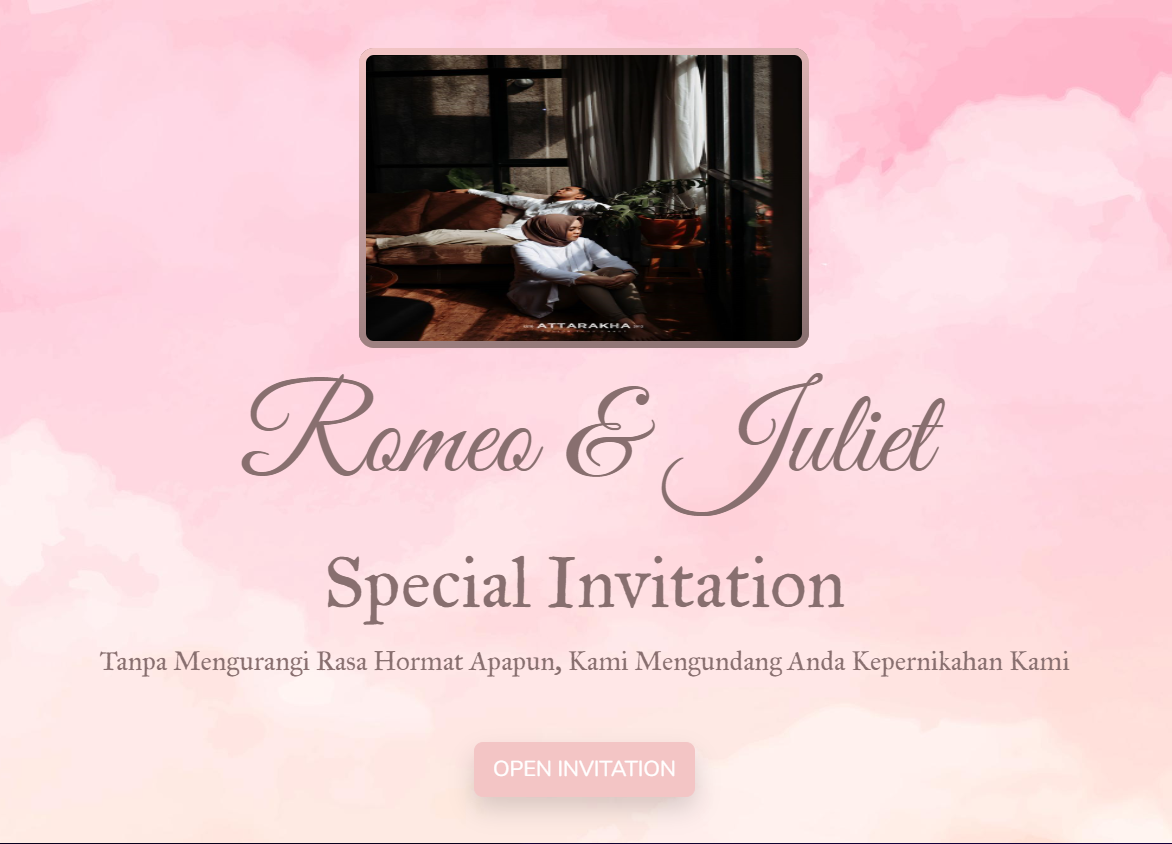 ATTARAKHA
Romeo & Juliet
Special Invitation
Tanpa Mengurangi Rasa Hormat Apapun, Kami Mengundang Anda Kepernikahan Kami
OPEN INVITATION